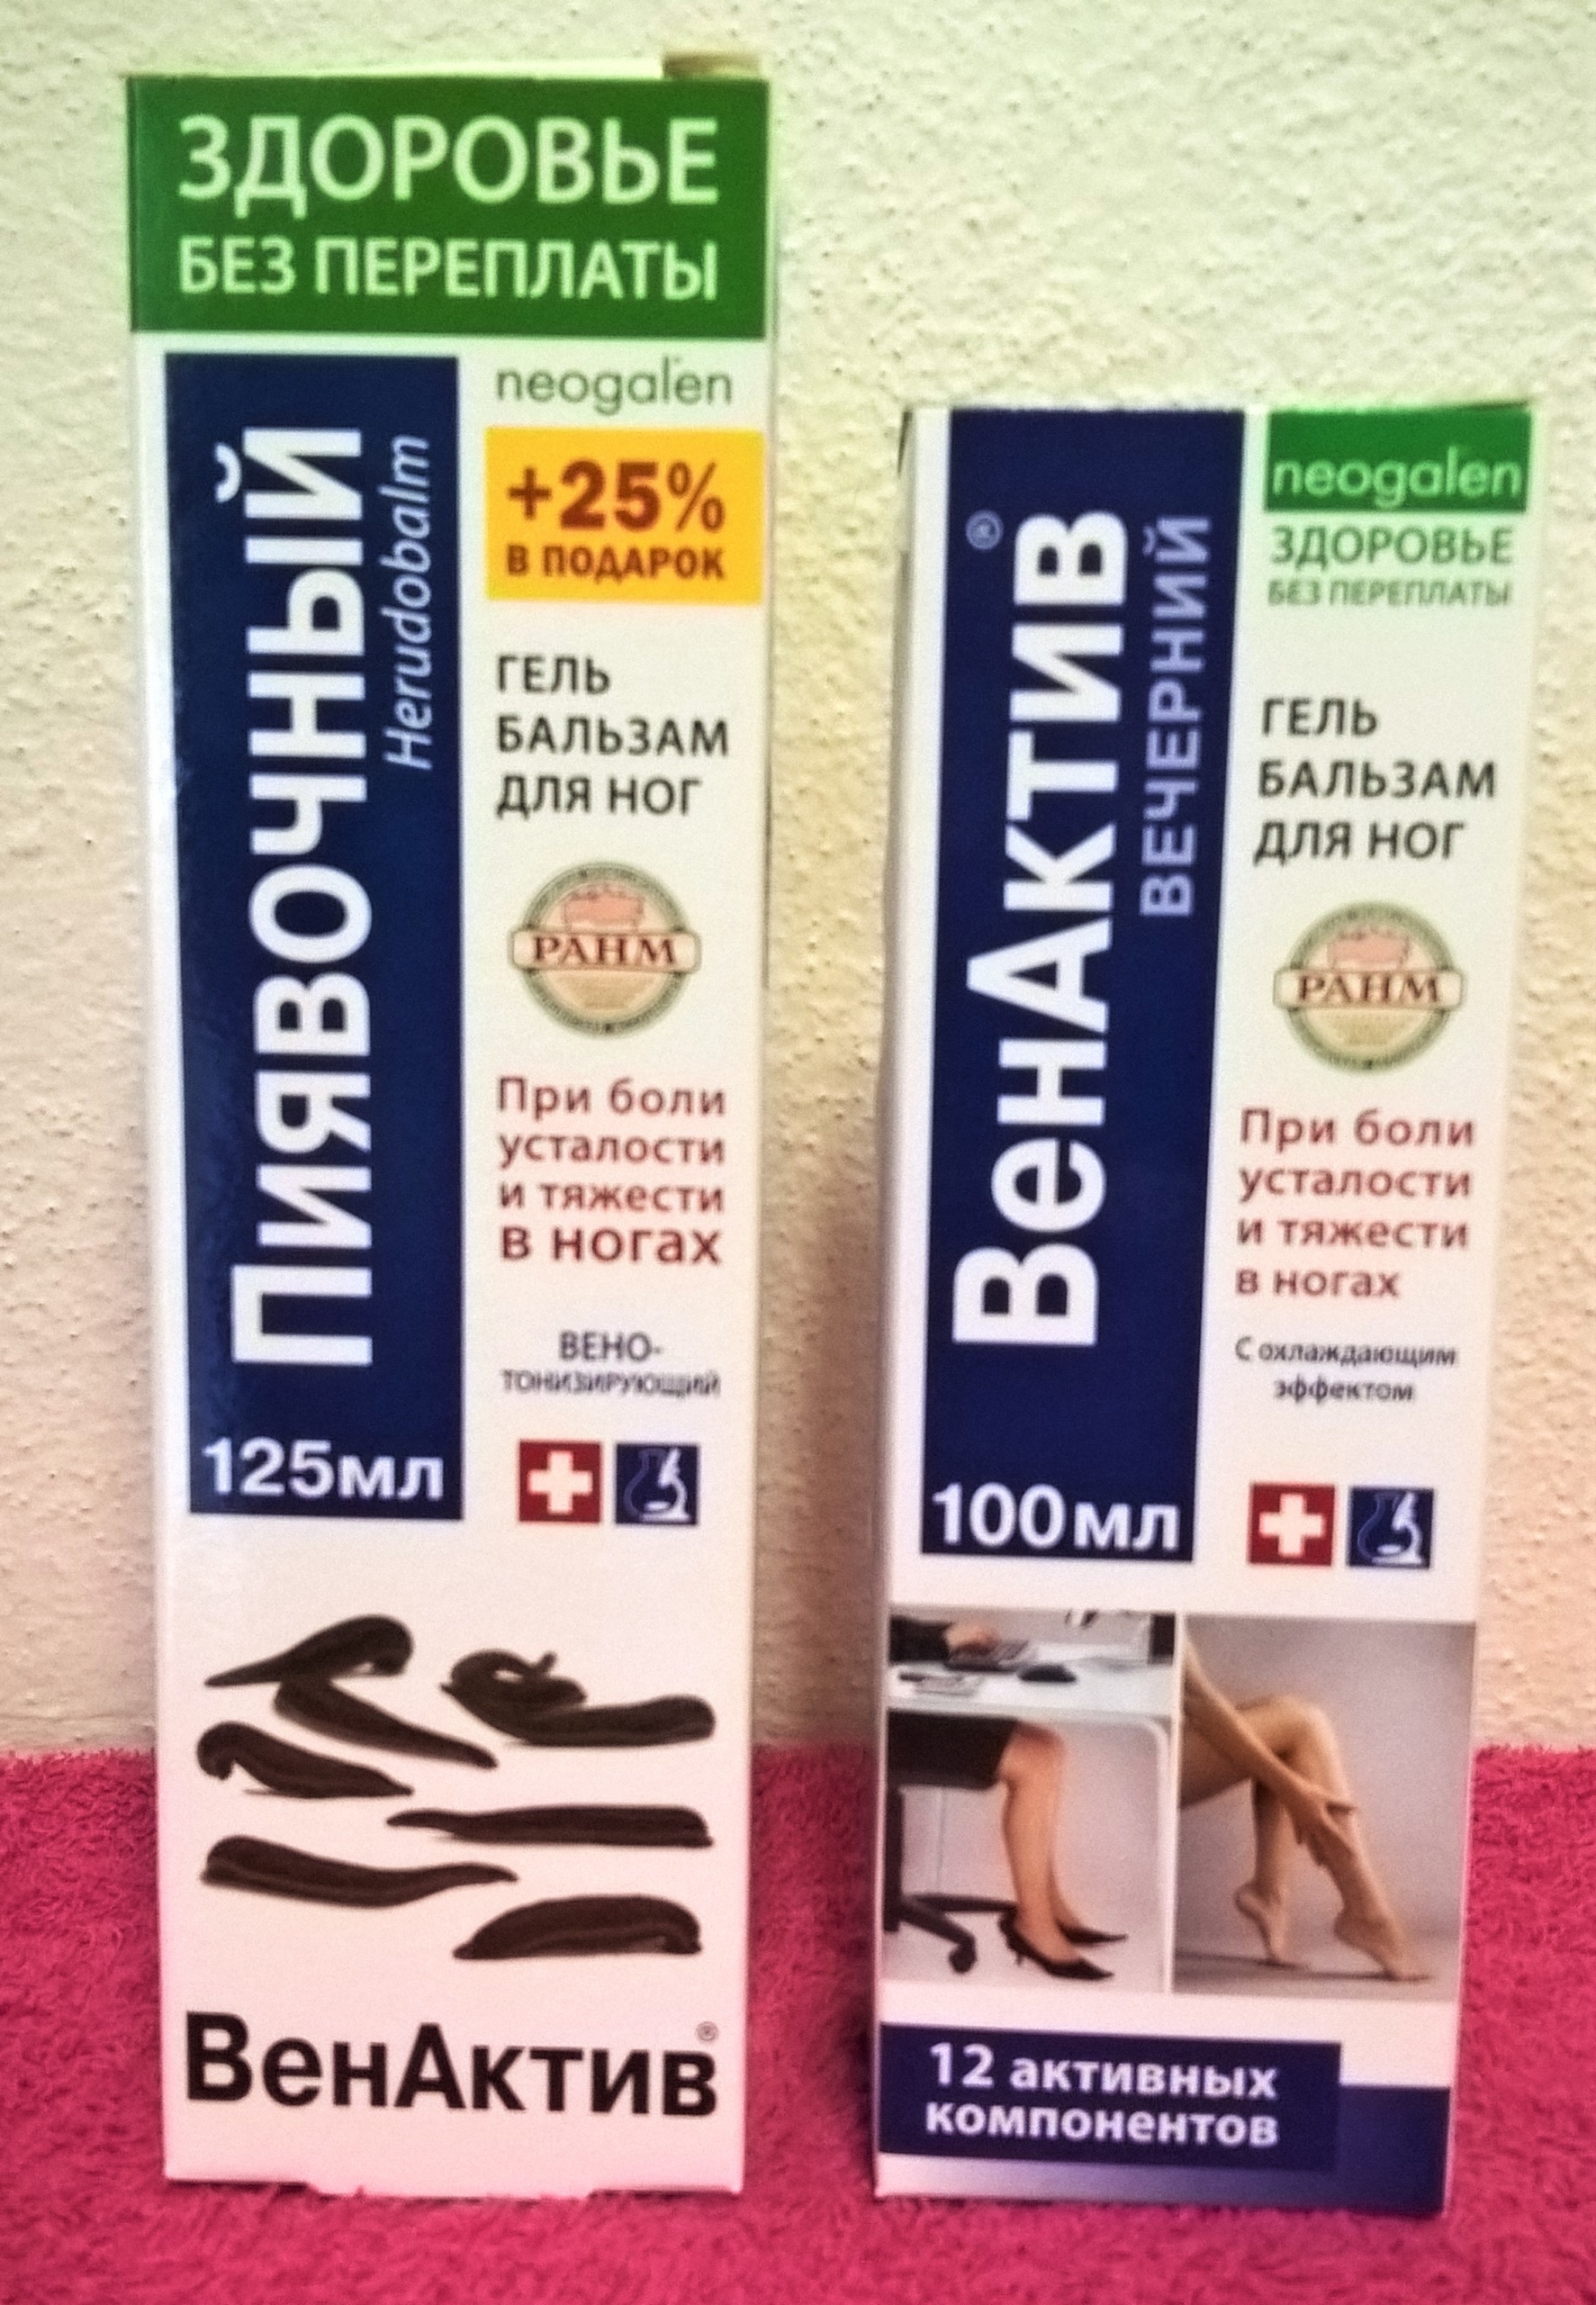 ЗДОРОВЬЕ
БЕЗ ПЕРЕПЛАТЫ
neogalen
+25%
В ПОДАРОК
Пиявочный
Herudobalm
ГЕЛЬ
БАЛЬЗАМ
ДЛЯ НОГ
РАНМ
При боли
усталости
и тяжести
в ногах
ВЕНО-
ТОНИЗИРУЮЩИЙ
125мл
ВенАктив®
neogalen
ЗДОРОВЬЕ
БЕЗ ПЕРЕПЛАТЫ
ВенАктив®
ВЕЧЕРНИЙ
ГЕЛЬ
БАЛЬЗАМ
ДЛЯ НОГ
РАНМ
При боли
усталости
и тяжести
в ногах
С охлаждающим
эффектом
100мл
12 активных
компонентов